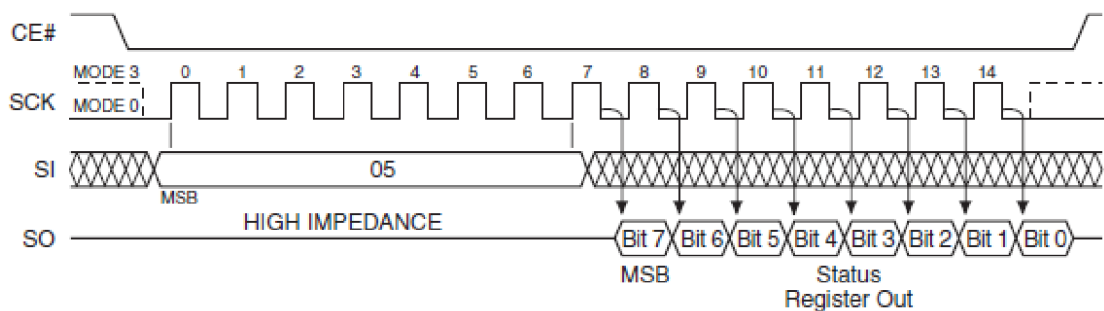 CE#
MODE 3 0 1 2 3 4 5 6 7 8 9 10 11 12 13 14
SCK MODE 0
SI 05
MSB
HIGH IMPEDANCE
SO Bit 7 Bit 6 Bit 5 Bit 4 Bit 3 Bit 2 Bit 1 Bit 0
MSB Status
Register Out